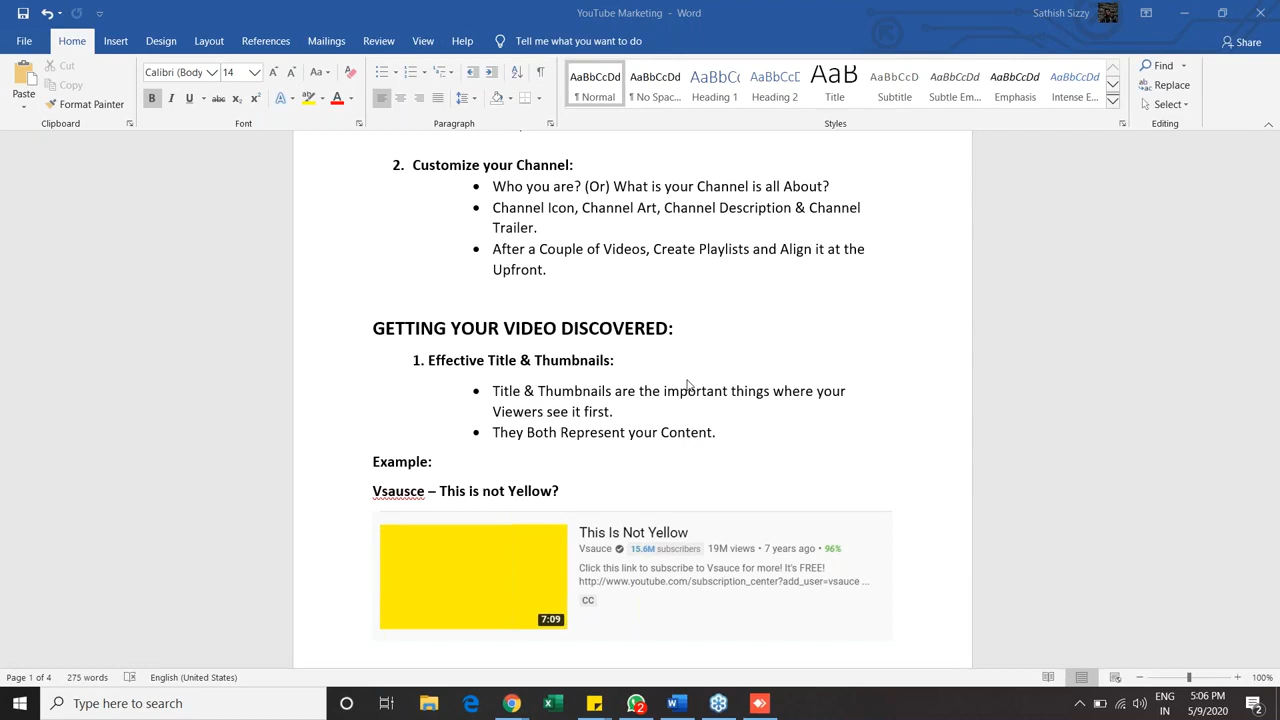 YouTube Marketing - Word
Sathish Sizzy
File Home Insert Design Layout References Mailings Review View Help Tell me what you want to do Share
Paste
Cut
Copy
Format Painter
Calibri (Body 14
Aa
B I U abc x₂ x² A A
AaBbCcDd AaBbCcDd AaBbCc AaBbCcD AaB AaBbCcD AaBbCcDd AaBbCcDd AaBbCcDd
¶ Normal ¶ No Spac... Heading 1 Heading 2 Title Subtitle Subtle Em... Emphasis Intense E...
Find
Replace
Select
Clipboard Font Paragraph Styles Editing
2. Customize your Channel:
• Who you are? (Or) What is your Channel is all About?
• Channel Icon, Channel Art, Channel Description & Channel
Trailer.
• After a Couple of Videos, Create Playlists and Align it at the
Upfront.
GETTING YOUR VIDEO DISCOVERED:
1. Effective Title & Thumbnails:
• Title & Thumbnails are the important things where your
Viewers see it first.
• They Both Represent your Content.
Example:
Vsausce – This is not Yellow?
This Is Not Yellow
Vsauce 15.6M subscribers 19M views • 7 years ago • 96%
Click this link to subscribe to Vsauce for more! It's FREE!
http://www.youtube.com/subscription_center?add_user=vsauce ...
CC
7:09
Page 1 of 4 275 words English (United States) 100%
Type here to search
2
ENG
IN
5:06 PM
5/9/2020
2